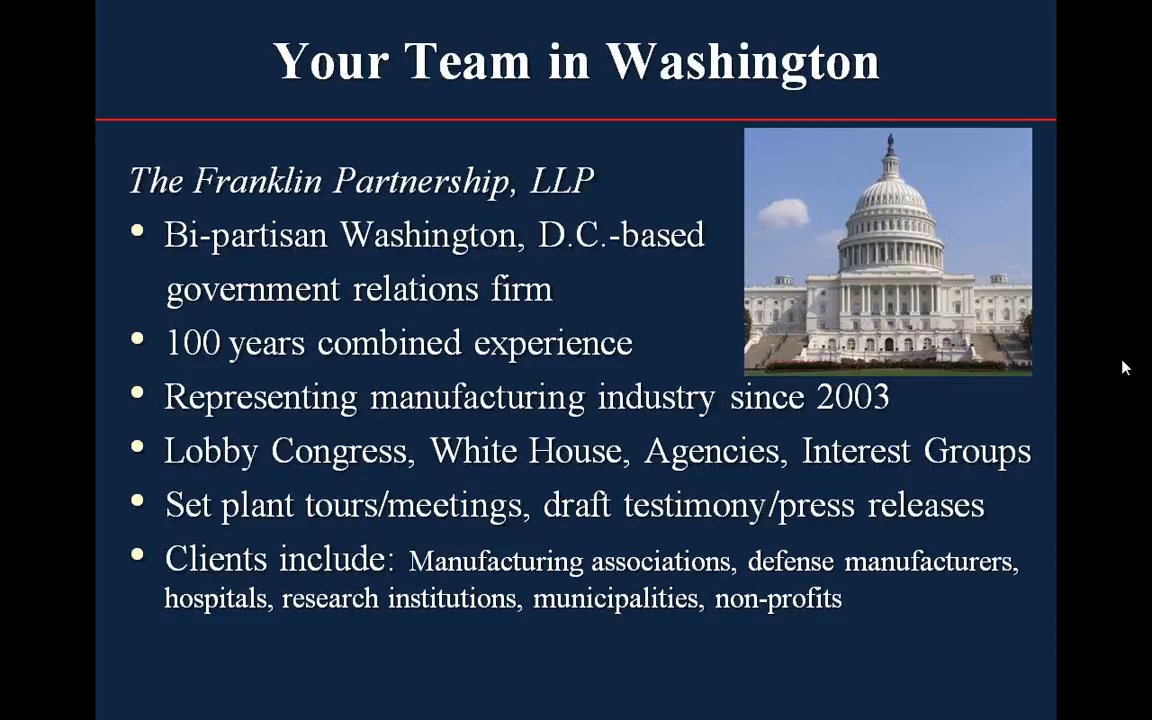 Your Team in Washington
The Franklin Partnership, LLP
• Bi-partisan Washington, D.C.-based
government relations firm
• 100 years combined experience
• Representing manufacturing industry since 2003
• Lobby Congress, White House, Agencies, Interest Groups
• Set plant tours/meetings, draft testimony/press releases
• Clients include: Manufacturing associations, defense manufacturers,
hospitals, research institutions, municipalities, non-profits